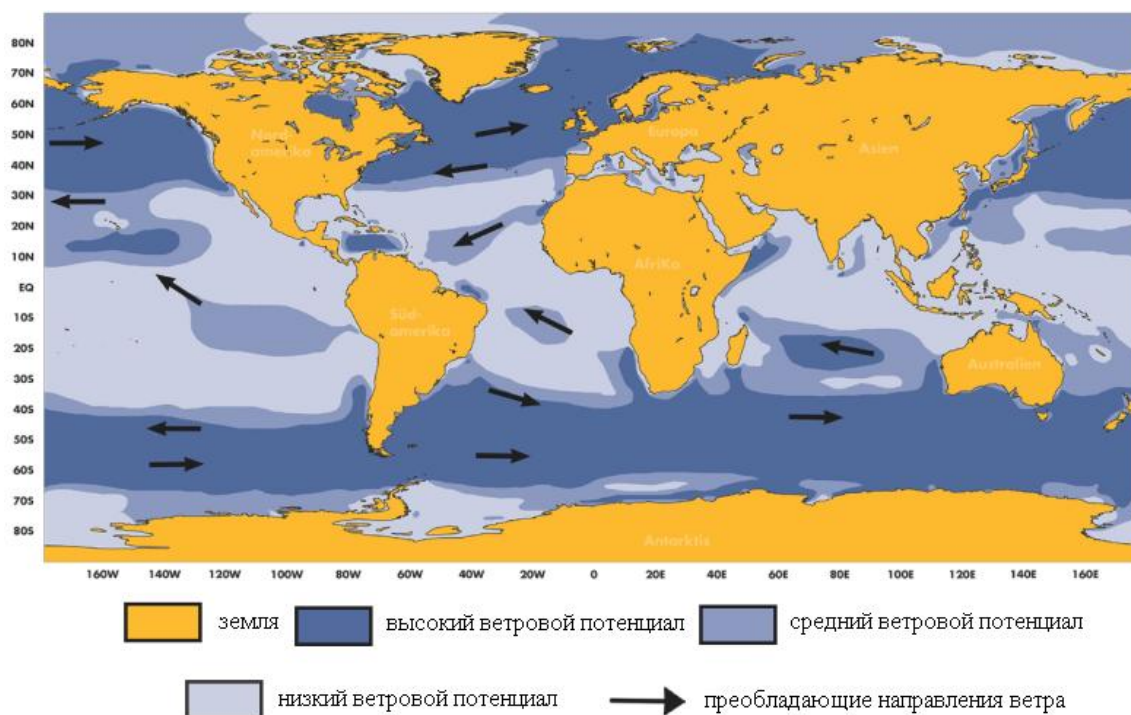 80N
70N
60N
50N
40N
30N
20N
10N
EQ
10S
20S
30S
40S
50S
60S
70S
80S
Nord-
amerika
Europa
Asien
AfriKa
Süd-
amerika
Australien
Antarktis
160W 140W 120W 100W 80W 60W 40W 20W 0 20E 40E 60E 80E 100E 120E 140E 160E
земля высокий ветровой потенциал средний ветровой потенциал
низкий ветровой потенциал преобладающие направления ветра